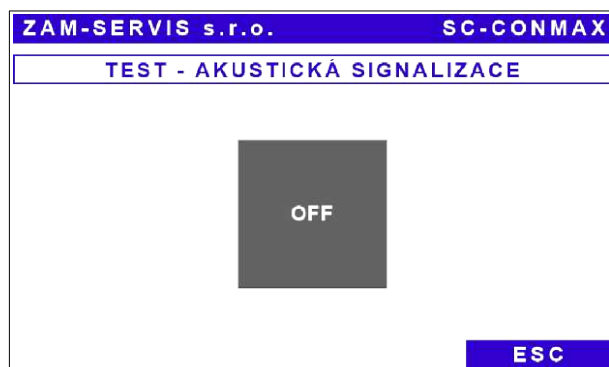 ZAM-SERVIS s.r.o. SC-CONMAX
TEST - AKUSTICKÁ SIGNALIZACE
OFF
ESC